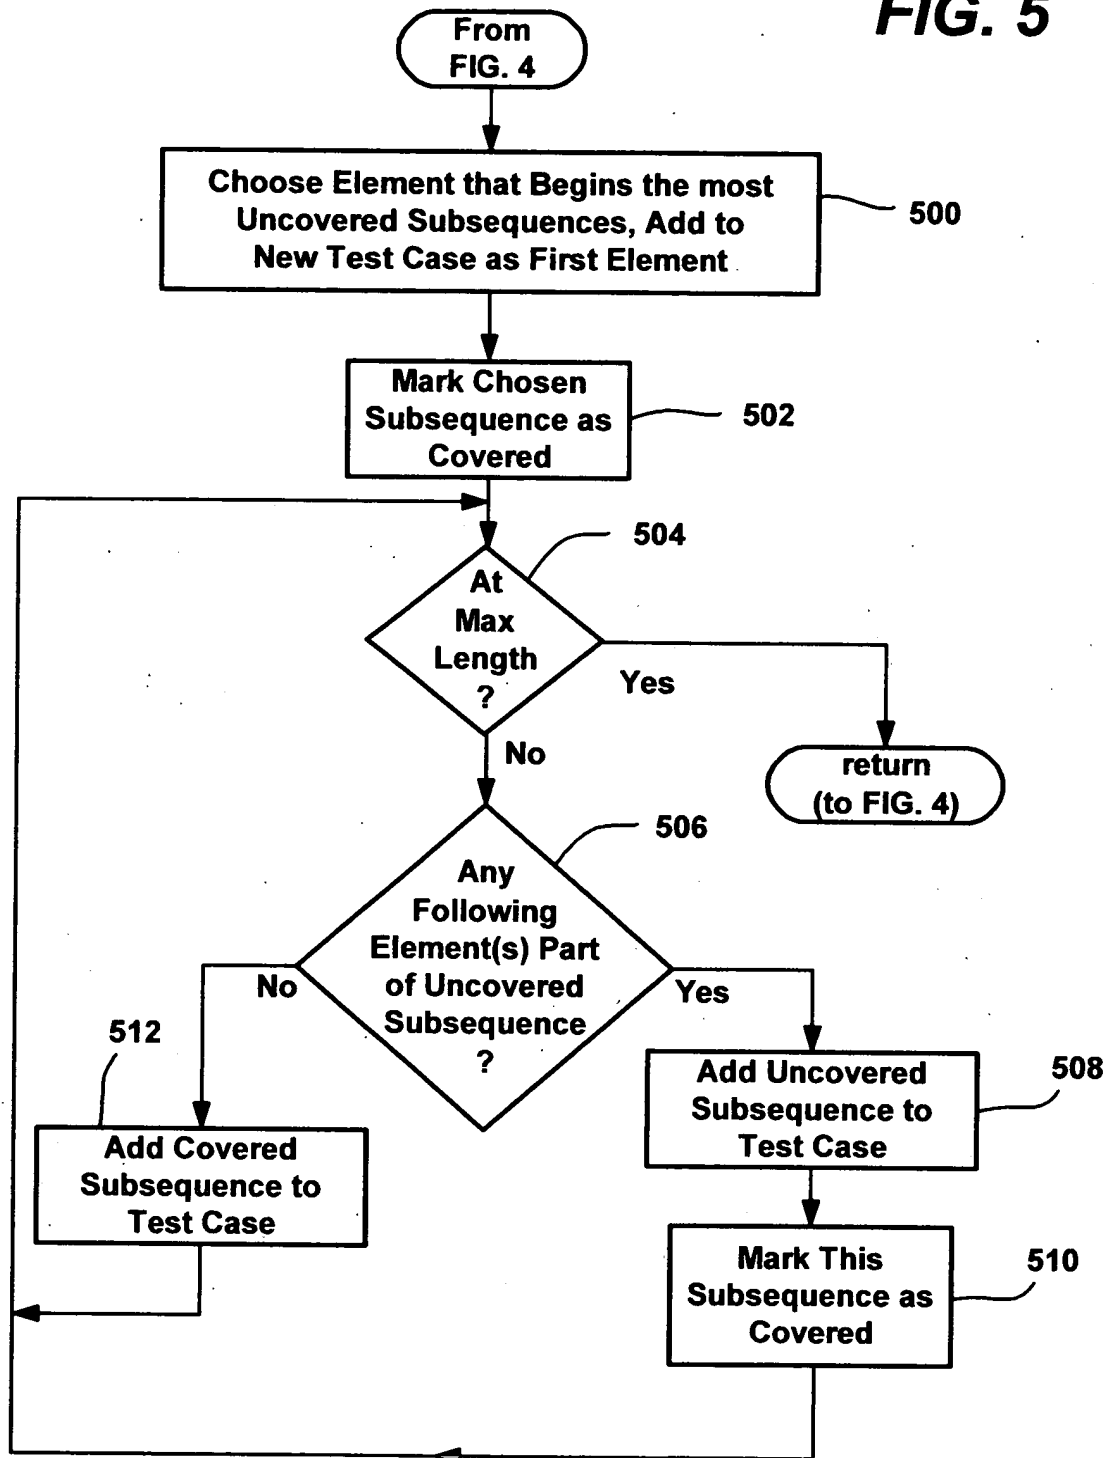 FIG. 5
From
FIG. 4
Choose Element that Begins the most
Uncovered Subsequences, Add to
New Test Case as First Element
500
Mark Chosen
Subsequence as
Covered
502
504
At
Max
Length
?
Yes
No
return
(to FIG. 4)
506
Any
Following
Element(s) Part
of Uncovered
Subsequence
?
No
Yes
512
Add Covered
Subsequence to
Test Case
Add Uncovered
Subsequence to
Test Case
508
Mark This
Subsequence as
Covered
510